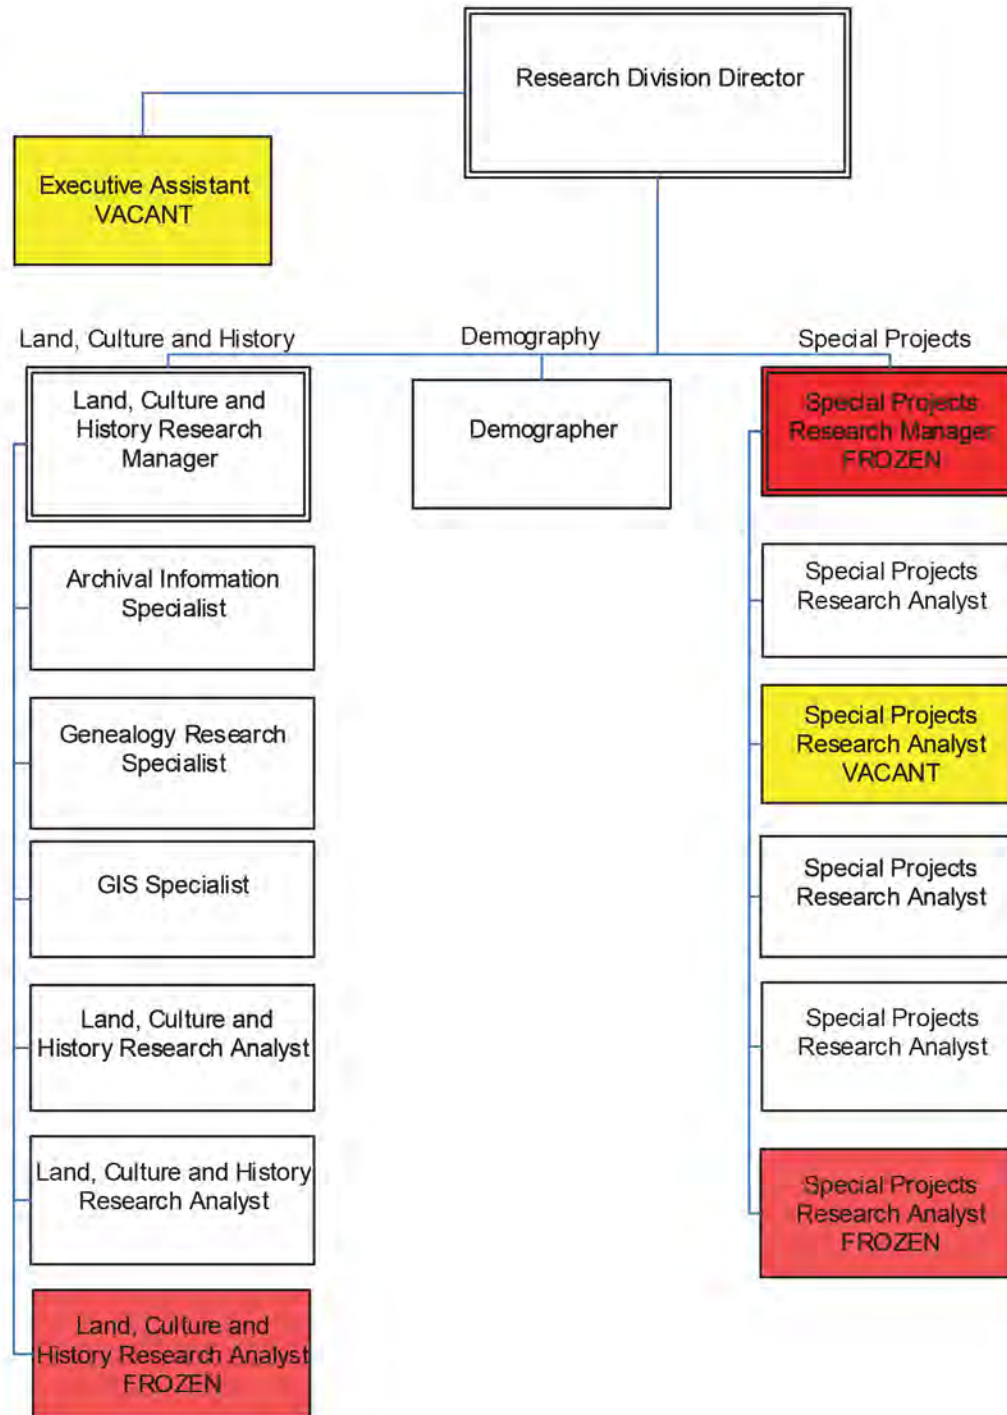 Research Division Director
Executive Assistant
VACANT
Land, Culture and History
Demography
Special Projects
Land, Culture and
History Research
Manager
Archival Information
Specialist
Genealogy Research
Specialist
GIS Specialist
Land, Culture and
History Research Analyst
Land, Culture and History
Research Analyst
Land, Culture and
History Research Analyst
FROZEN
Demographer
Special Projects
Research Manager
FROZEN
Special Projects
Research Analyst
Special Projects
Research Analyst
VACANT
Special Projects
Research Analyst
Special Projects
Research Analyst
Special Projects
Research Analyst
FROZEN